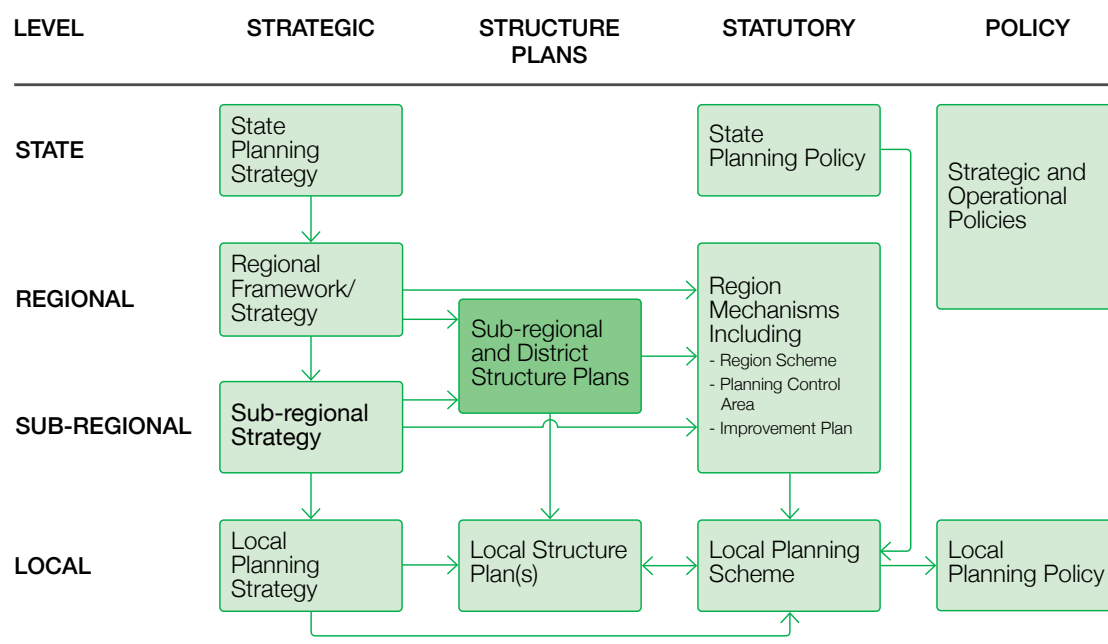 LEVEL
STRATEGIC
STRUCTURE
PLANS
STATUTORY
POLICY
STATE
State
Planning
Strategy
State
Planning Policy
Strategic and
Operational
Policies
REGIONAL
Regional
Framework/
Strategy
Sub-regional
and District
Structure Plans
Region
Mechanisms
Including
- Region Scheme
- Planning Control
Area
- Improvement Plan
SUB-REGIONAL
Sub-regional
Strategy
LOCAL
Local
Planning
Strategy
Local Structure
Plan(s)
Local Planning
Scheme
Local
Planning Policy